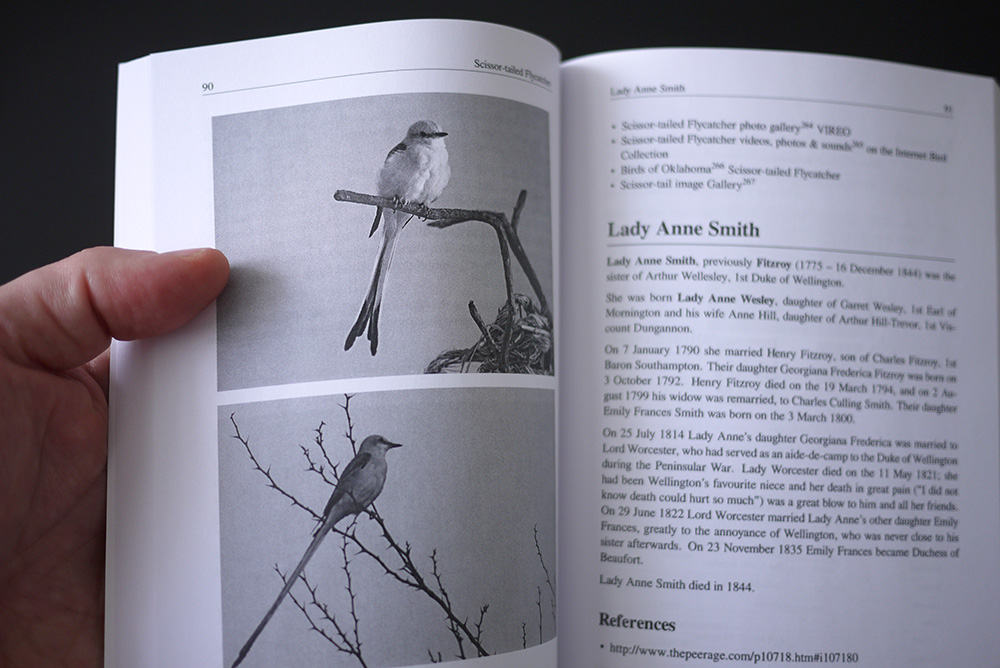 90
Scissor-tailed Flycatcher
Lady Anne Smith
91
• Scissor-tailed Flycatcher photo gallery264 VIREO
• Scissor-tailed Flycatcher videos, photos & sounds265 on the Internet Bird
Collection
• Birds of Oklahoma266 Scissor-tailed Flycatcher
• Scissor-tail image Gallery267
Lady Anne Smith
Lady Anne Smith, previously Fitzroy (1775 – 16 December 1844) was the
sister of Arthur Wellesley, 1st Duke of Wellington.
She was born Lady Anne Wesley, daughter of Garret Wesley, 1st Earl of
Mornington and his wife Anne Hill, daughter of Arthur Hill-Trevor, 1st Vis-
count Dungannon.
On 7 January 1790 she married Henry Fitzroy, son of Charles Fitzroy, 1st
Baron Southampton. Their daughter Georgiana Frederica Fitzroy was born on
3 October 1792. Henry Fitzroy died on the 19 March 1794, and on 2 Au-
gust 1799 his widow was remarried, to Charles Culling Smith. Their daughter
Emily Frances Smith was born on the 3 March 1800.
On 25 July 1814 Lady Anne's daughter Georgiana Frederica was married to
Lord Worcester, who had served as an aide-de-camp to the Duke of Wellington
during the Peninsular War. Lady Worcester died on the 11 May 1821; she
had been Wellington's favourite niece and her death in great pain ("I did not
know death could hurt so much") was a great blow to him and all her friends.
On 29 June 1822 Lord Worcester married Lady Anne's other daughter Emily
Frances, greatly to the annoyance of Wellington, who was never close to his
sister afterwards. On 23 November 1835 Emily Frances became Duchess of
Beaufort.
Lady Anne Smith died in 1844.
References
• http://www.thepeerage.com/p10718.htm#i107180